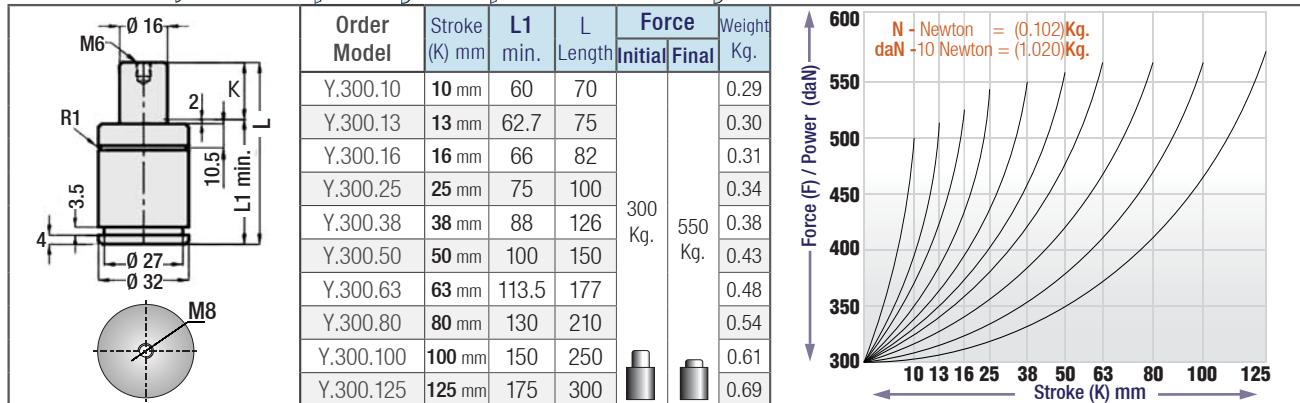 Ø 16
M6
K
2
L
R1
10.5
L1 min.
3.5
4
Ø 27
Ø 32
M8
Order Model Stroke (K) mm L1 min. L Length Force Initial Final Weight Kg.
Y.300.10 10 mm 60 70 0.29
Y.300.13 13 mm 62.7 75 0.30
Y.300.16 16 mm 66 82 0.31
Y.300.25 25 mm 75 100 0.34
Y.300.38 38 mm 88 126 0.38
300 Kg. 550 Kg.
Y.300.50 50 mm 100 150 0.43
Y.300.63 63 mm 113.5 177 0.48
Y.300.80 80 mm 130 210 0.54
Y.300.100 100 mm 150 250 0.61
Y.300.125 125 mm 175 300 0.69
Force (F) / Power (daN)
N - Newton = (0.102)Kg.
daN -10 Newton = (1.020)Kg.
600
550
500
450
400
350
300
10 13 16 25 38 50 63 80 100 125
Stroke (K) mm